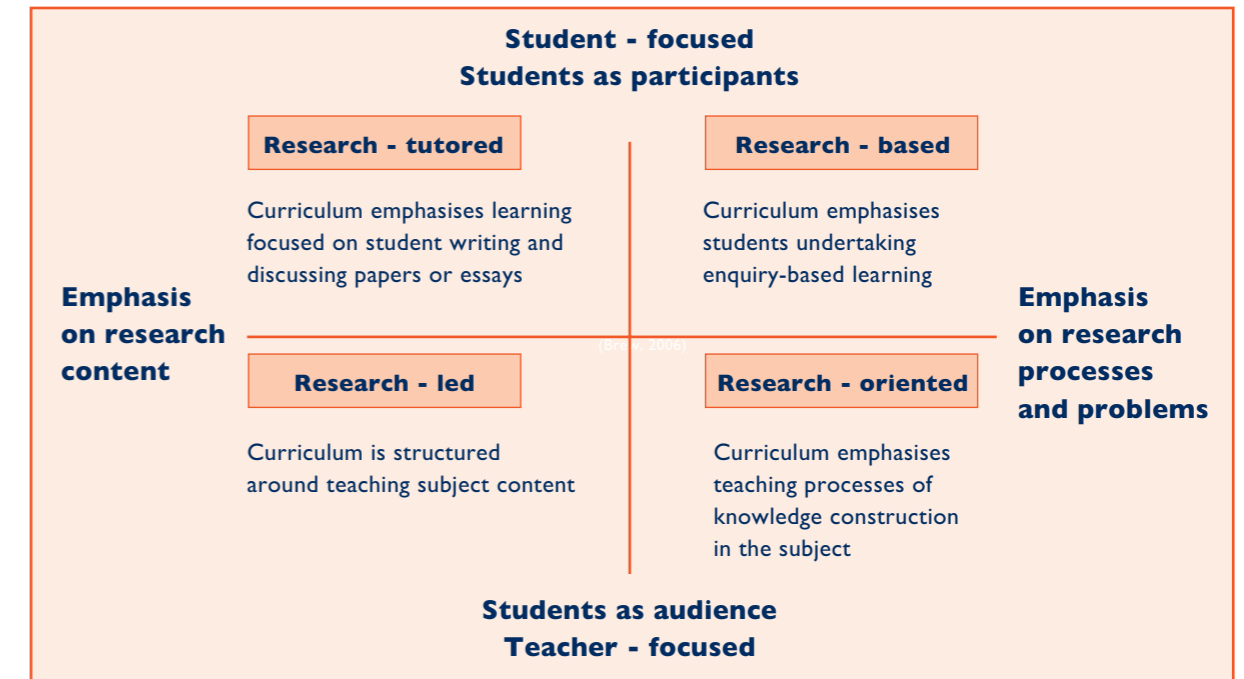 Student - focused
Students as participants
Research - tutored
Curriculum emphasises learning
focused on student writing and
discussing papers or essays
Research - based
Curriculum emphasises
students undertaking
enquiry-based learning
Emphasis
on research
content
Emphasis
on research
processes
and problems
(Brew, 2006)
Research - led
Curriculum is structured
around teaching subject content
Research - oriented
Curriculum emphasises
teaching processes of
knowledge construction
in the subject
Students as audience
Teacher - focused